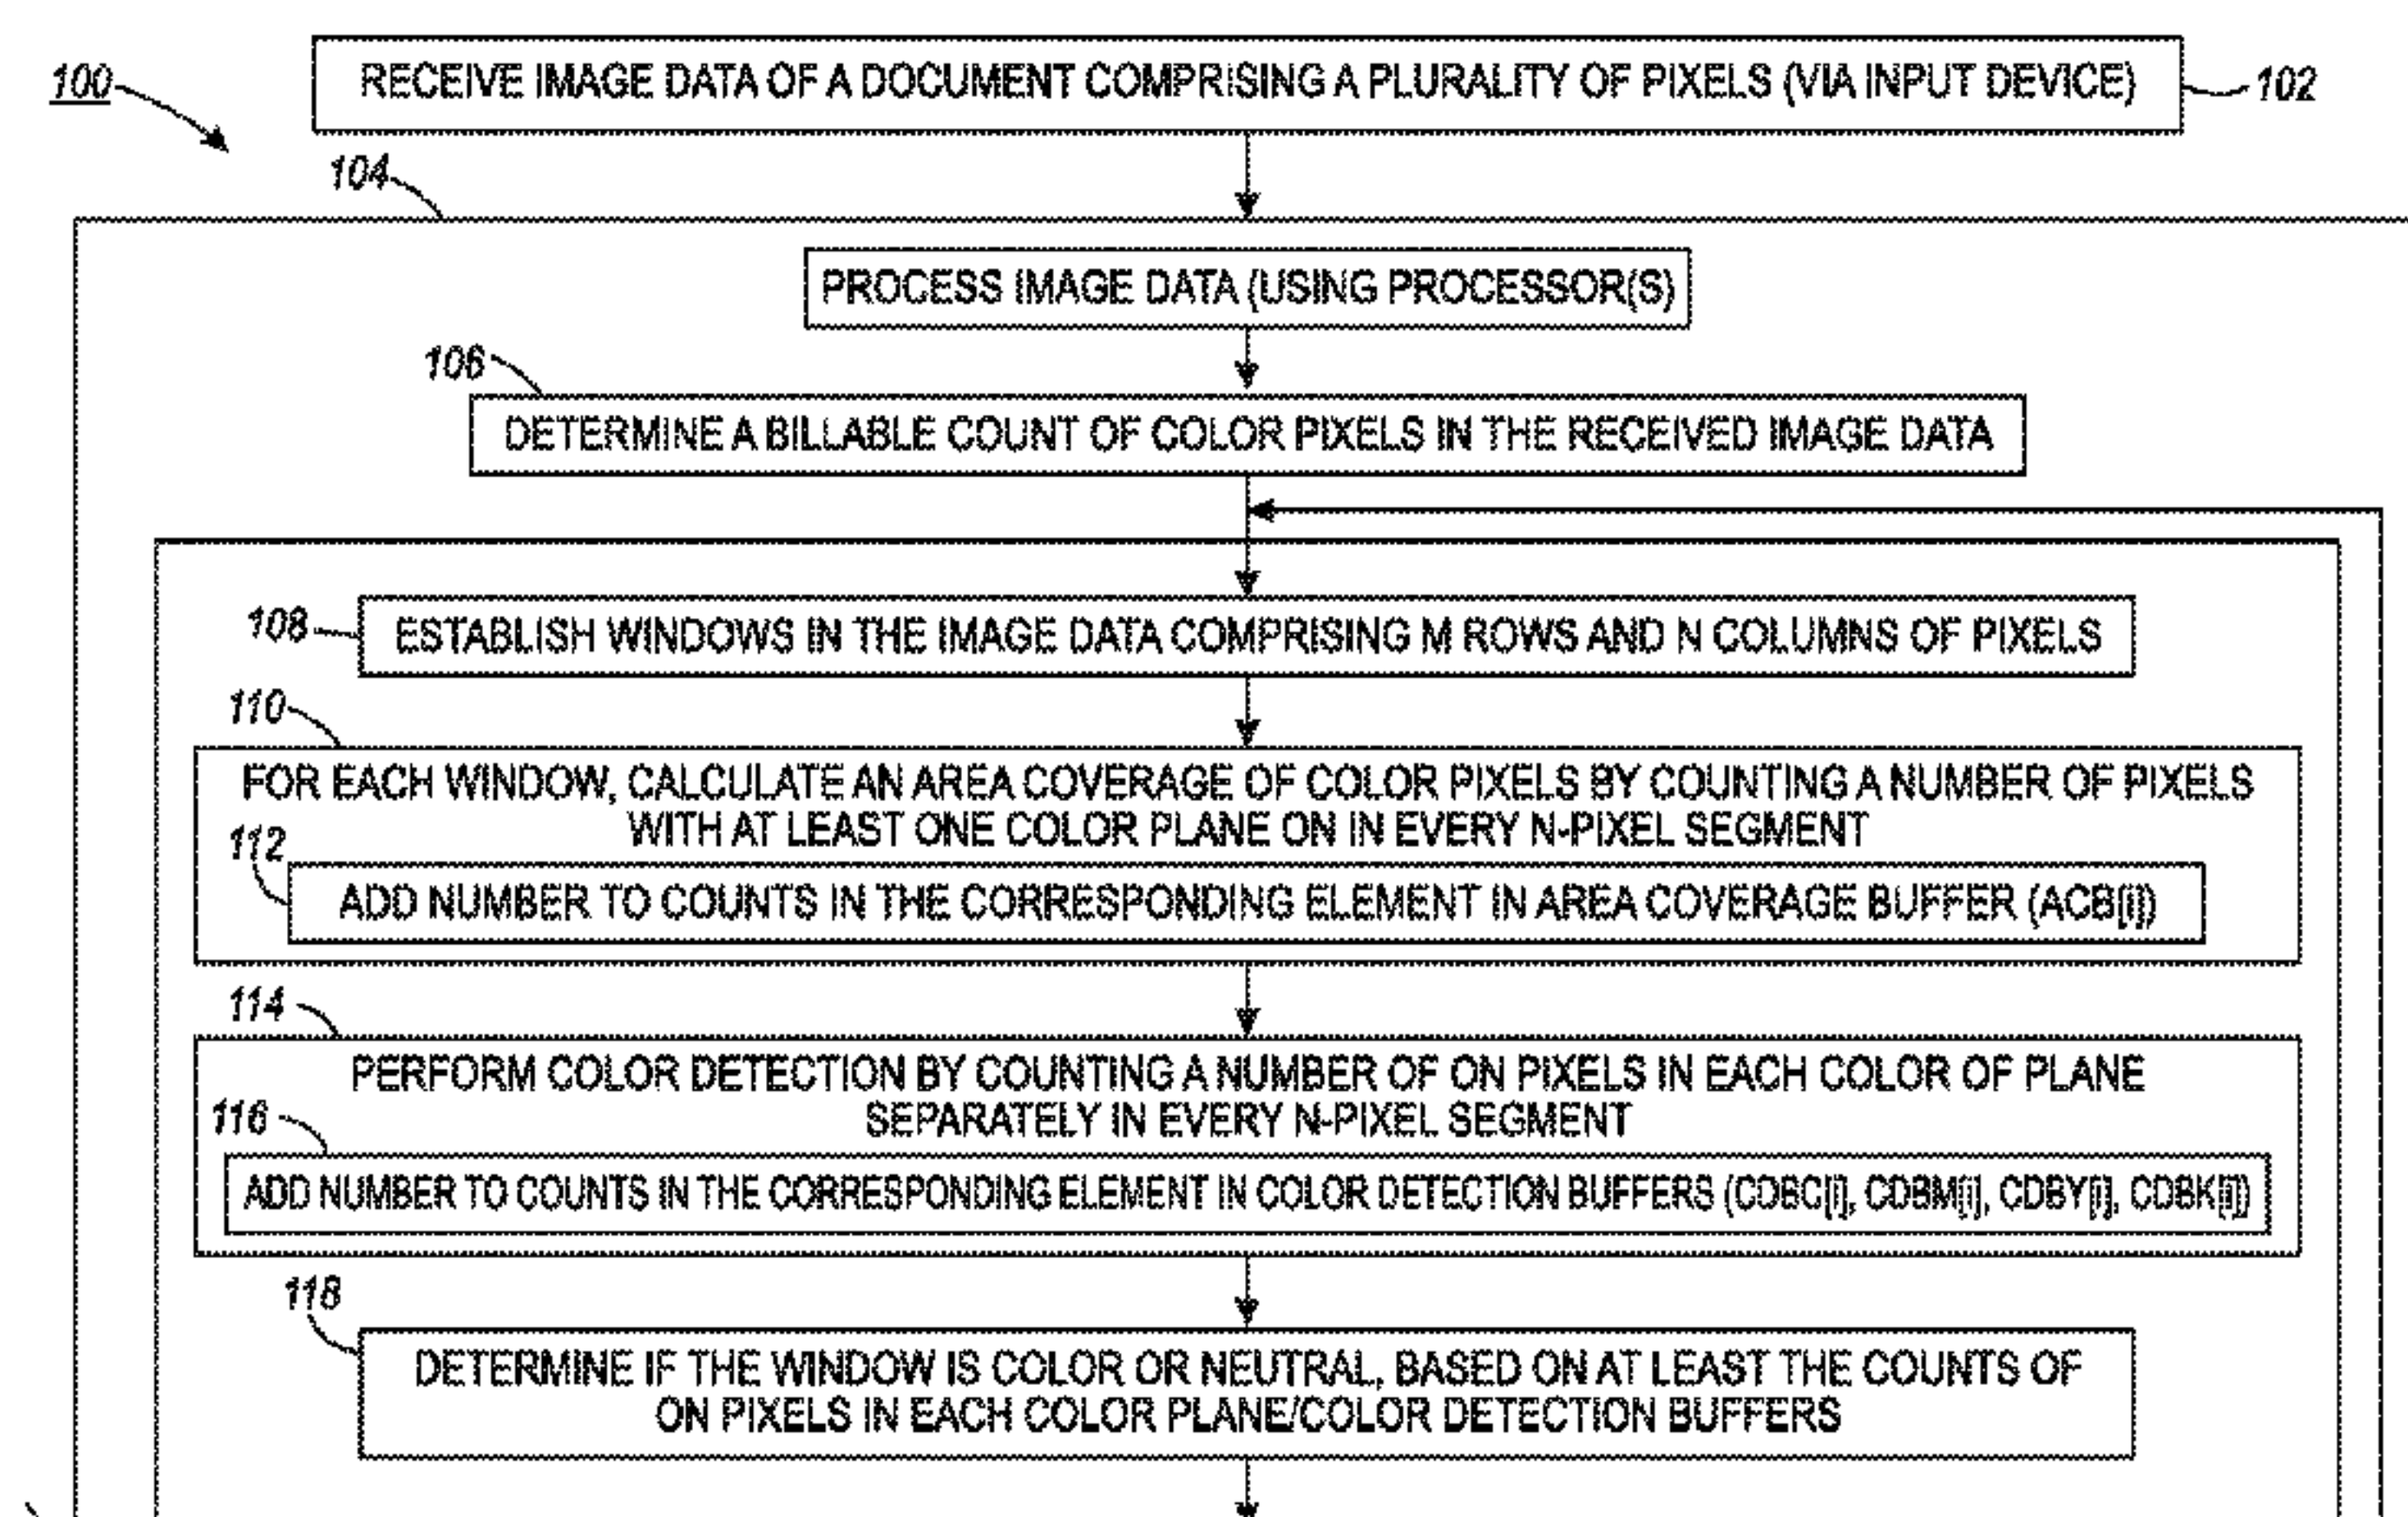 100
RECEIVE IMAGE DATA OF A DOCUMENT COMPRISING A PLURALITY OF PIXELS (VIA INPUT DEVICE)
102
104
PROCESS IMAGE DATA (USING PROCESSOR(S)
106
DETERMINE A BILLABLE COUNT OF COLOR PIXELS IN THE RECEIVED IMAGE DATA
108
ESTABLISH WINDOWS IN THE IMAGE DATA COMPRISING M ROWS AND N COLUMNS OF PIXELS
110
FOR EACH WINDOW, CALCULATE AN AREA COVERAGE OF COLOR PIXELS BY COUNTING A NUMBER OF PIXELS
WITH AT LEAST ONE COLOR PLANE ON IN EVERY N-PIXEL SEGMENT
112
ADD NUMBER TO COUNTS IN THE CORRESPONDING ELEMENT IN AREA COVERAGE BUFFER (ACB[i])
114
PERFORM COLOR DETECTION BY COUNTING A NUMBER OF ON PIXELS IN EACH COLOR OF PLANE
SEPARATELY IN EVERY N-PIXEL SEGMENT
116
ADD NUMBER TO COUNTS IN THE CORRESPONDING ELEMENT IN COLOR DETECTION BUFFERS (CDBC[i], CDBM[i], CDBY[i], CDBK[i])
118
DETERMINE IF THE WINDOW IS COLOR OR NEUTRAL, BASED ON AT LEAST THE COUNTS OF
ON PIXELS IN EACH COLOR PLANE/COLOR DETECTION BUFFERS